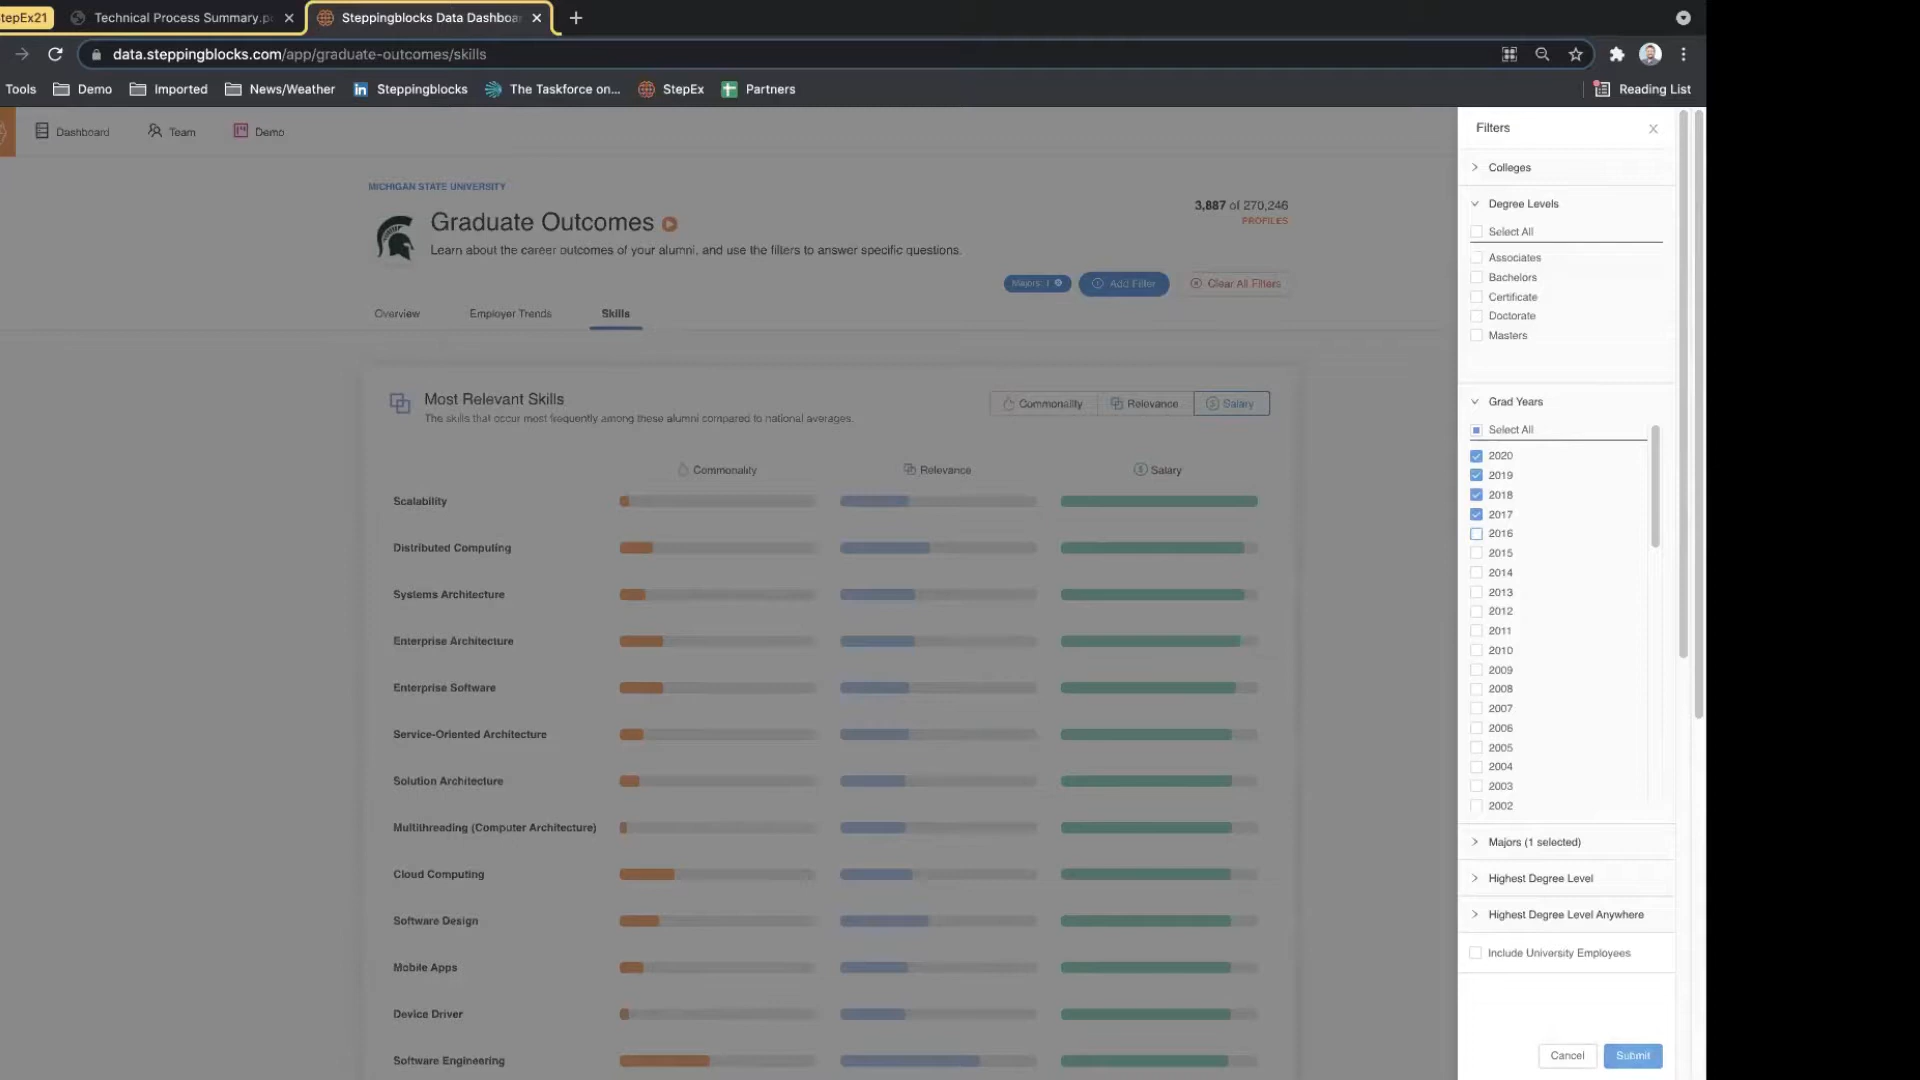 tepEx21
Technical Process Summary.p
Steppingblocks Data Dashboa
data.steppingblocks.com/app/graduate-outcomes/skills
Tools
Demo
Imported
News/Weather
Steppingblocks
The Taskforce on...
StepEx
Partners
Reading List
Dashboard
Team
Demo
MICHIGAN STATE UNIVERSITY
Graduate Outcomes
Learn about the career outcomes of your alumni, and use the filters to answer specific questions.
3,887 of 270,246
PROFILES
Majors: 1
Add Filter
Clear All Filters
Overview
Employer Trends
Skills
Most Relevant Skills
The skills that occur most frequently among these alumni compared to national averages.
Commonality
Relevance
Salary
Commonality
Relevance
Salary
Scalability
Distributed Computing
Systems Architecture
Enterprise Architecture
Enterprise Software
Service-Oriented Architecture
Solution Architecture
Multithreading (Computer Architecture)
Cloud Computing
Software Design
Mobile Apps
Device Driver
Software Engineering
Filters
Colleges
Degree Levels
Select All
Associates
Bachelors
Certificate
Doctorate
Masters
Grad Years
Select All
2020
2019
2018
2017
2016
2015
2014
2013
2012
2011
2010
2009
2008
2007
2006
2005
2004
2003
2002
Majors (1 selected)
Highest Degree Level
Highest Degree Level Anywhere
Include University Employees
Cancel
Submit